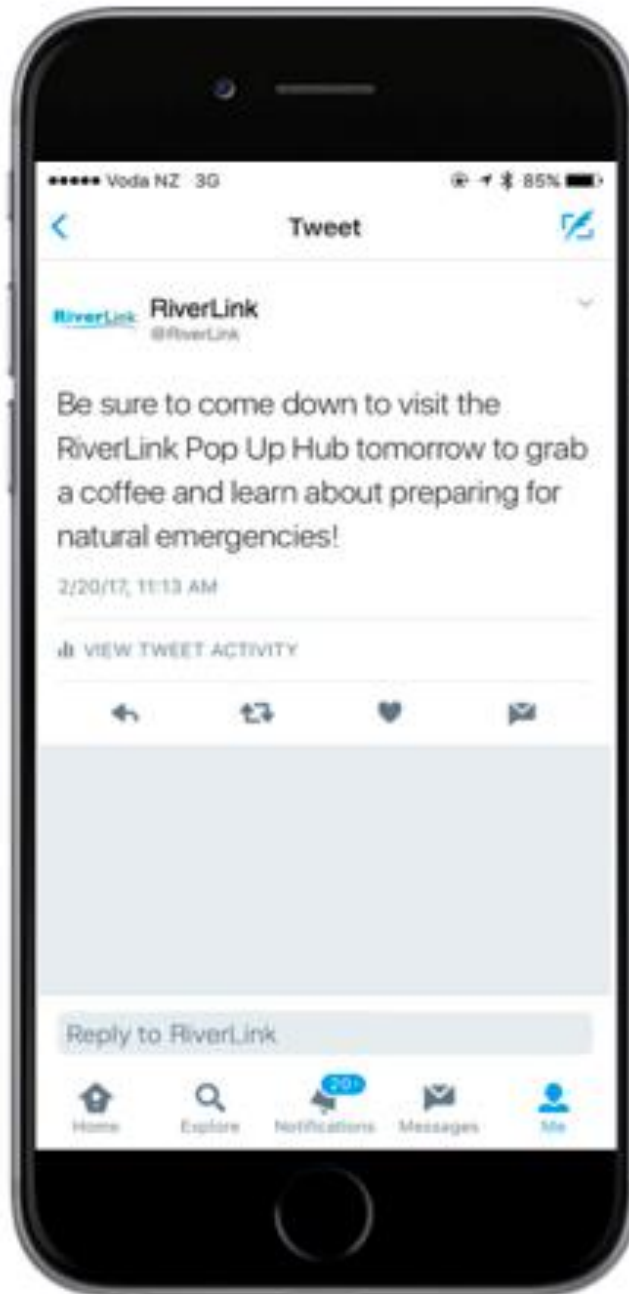 Voda NZ 3G 85%
Tweet
RiverLink RiverLink
@RiverLink
Be sure to come down to visit the
RiverLink Pop Up Hub tomorrow to grab
a coffee and learn about preparing for
natural emergencies!
2/20/17, 11:13 AM
VIEW TWEET ACTIVITY
Reply to RiverLink
20+
Home Explore Notifications Messages Me